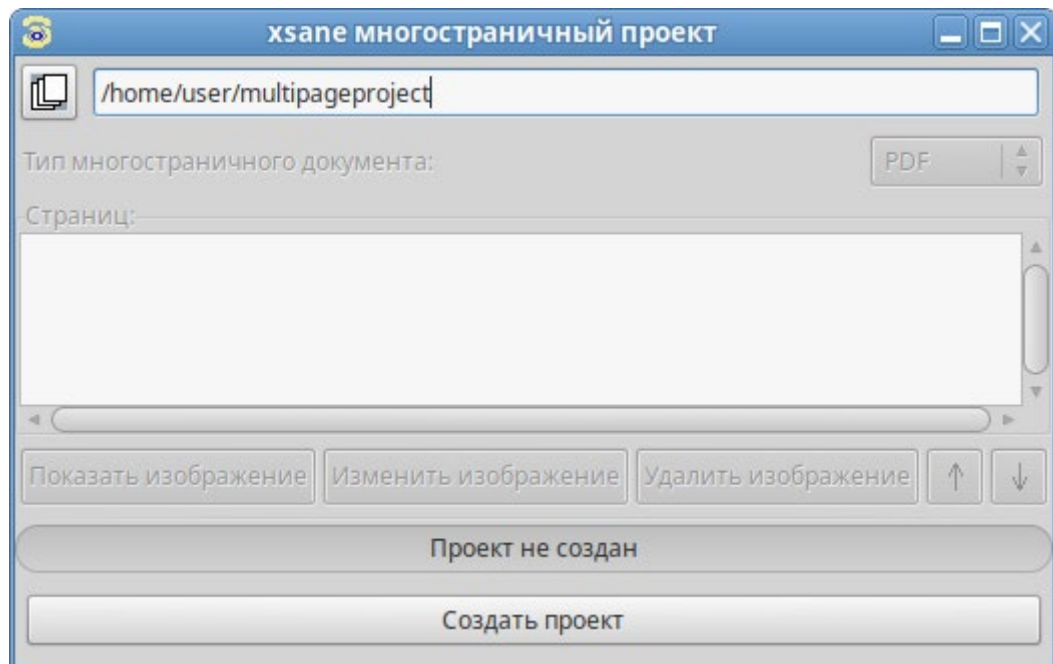 xsane многостраничный проект
/home/user/multipageproject
Тип многостраничного документа: PDF
Страниц:
Показать изображение Изменить изображение Удалить изображение
Проект не создан
Создать проект